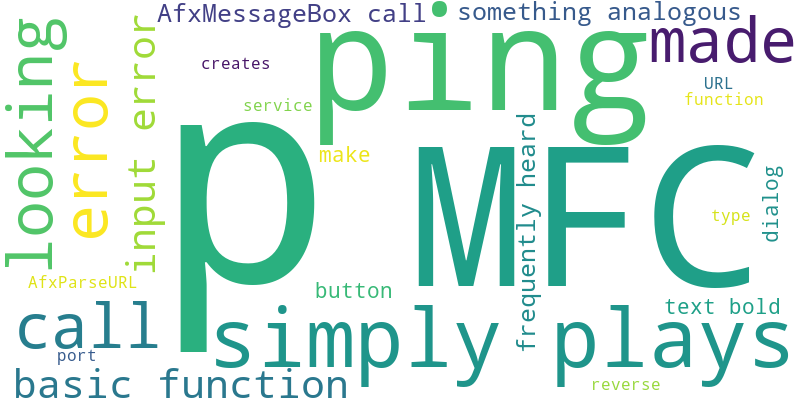 AfxMessageBox call
something analogous
ping
made
looking
error
input error
creates
URL
service
function
p
MFC
make
frequently heard
dialog
type
AfxParseURL
button
text bold
call
simply plays
port
basic function
reverse